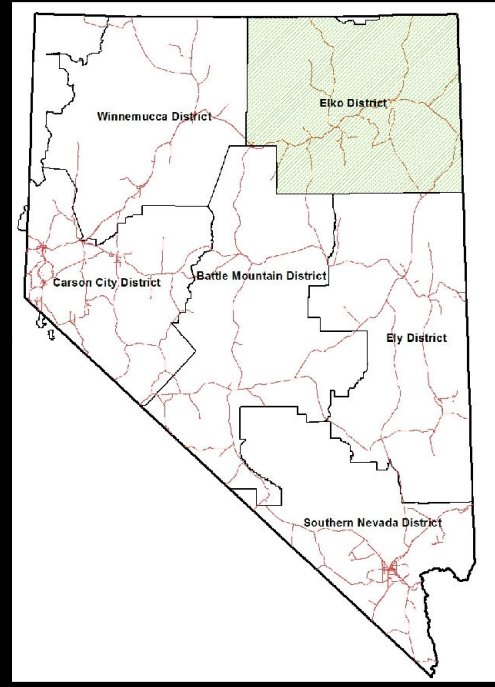 Elko District
Winnemucca District
Battle Mountain District
Carson City District
Ely District
Southern Nevada District